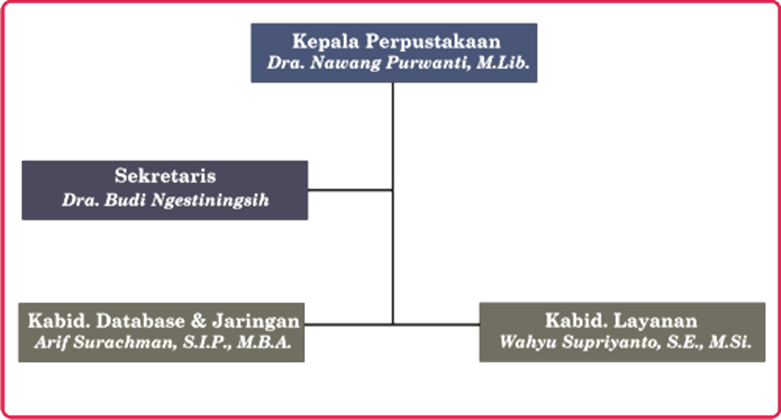 Kepala Perpustakaan
Dra. Nawang Purwanti, M.Lib.
Sekretaris
Dra. Budi Ngestiningsih
Kabid. Database & Jaringan
Arif Surachman, S.I.P., M.B.A.
Kabid. Layanan
Wahyu Supriyanto, S.E., M.Si.